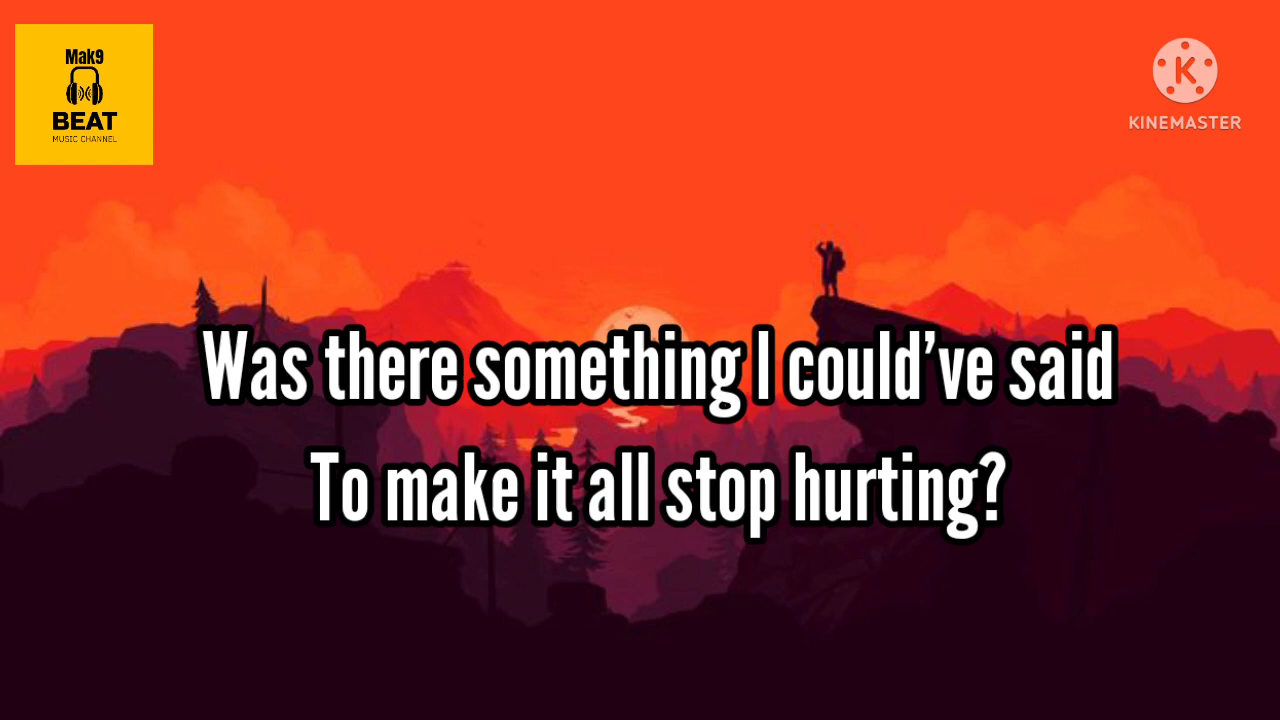 Mak9
BEAT
MUSIC CHANNEL
K
KINEMASTER
Was there something I could’ve said
To make it all stop hurting?